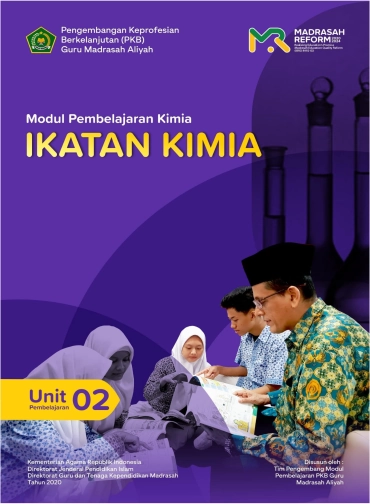 Pengembangan Keprofesian
Berkelanjutan (PKB)
Guru Madrasah Aliyah
MADRASAH
REFORM
Modul Pembelajaran Kimia
IKATAN KIMIA
Unit
Pembelajaran
02
Kementerian Agama Republik Indonesia
Direktorat Jenderal Pendidikan Islam
Direktorat Guru dan Tenaga Kependidikan Madrasah
Tahun 2020
Disusun oleh :
Tim Pengembang Modul
Pembelajaran PKB Guru
Madrasah Aliyah